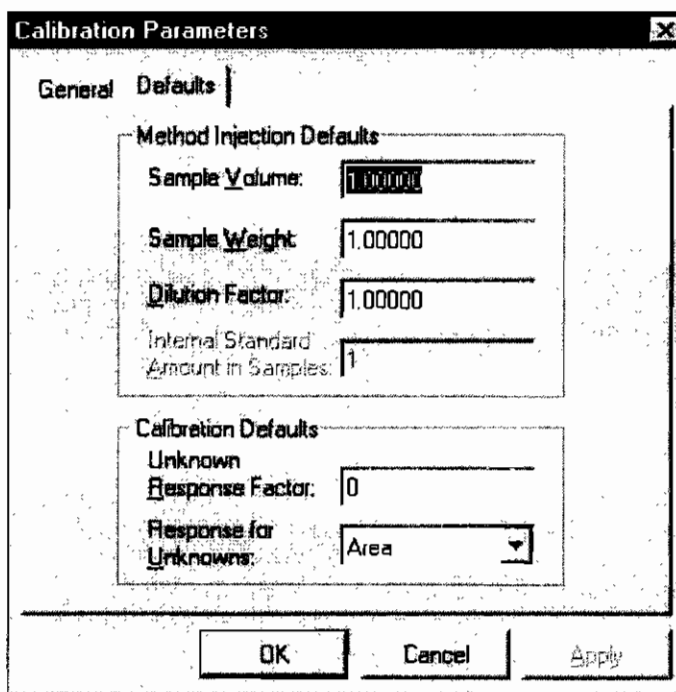 Calibration Parameters
General Defaults
Method Injection Defaults
Sample Volume: 1.00000
Sample Weight: 1.00000
Dilution Factor: 1.00000
Internal Standard
Amount in Samples: 1
Calibration Defaults
Unknown
Response Factor: 0
Response for
Unknowns: Area
OK Cancel Apply